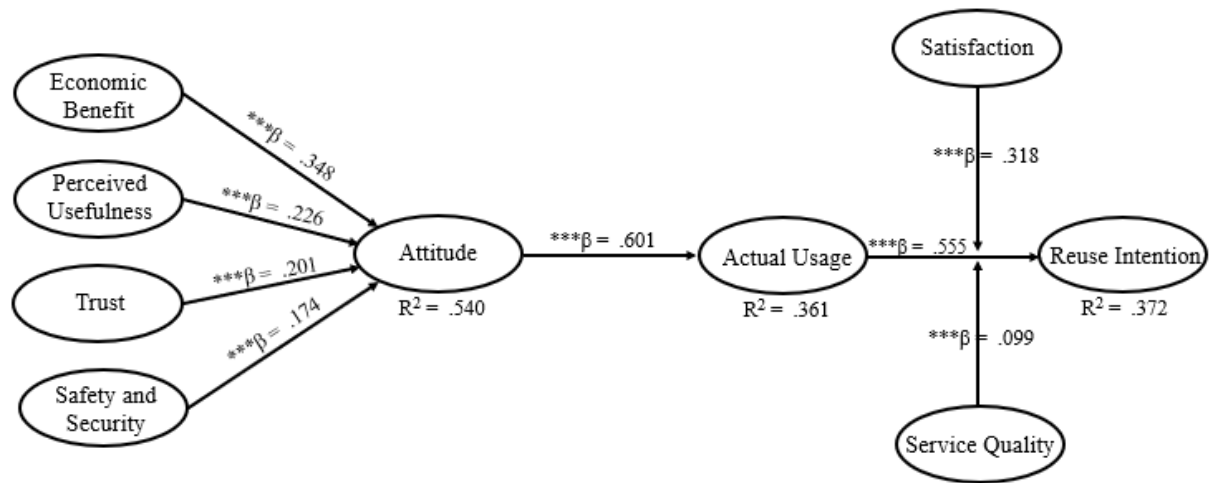 Economic
Benefit
***β = .348
Perceived
Usefulness
***β = .226
Trust
***β = .201
Safety and
Security
***β = .174
Attitude
R² = .540
***β = .601
Actual Usage
R² = .361
Satisfaction
***β = .318
***β = .555
Reuse Intention
R² = .372
***β = .099
Service Quality